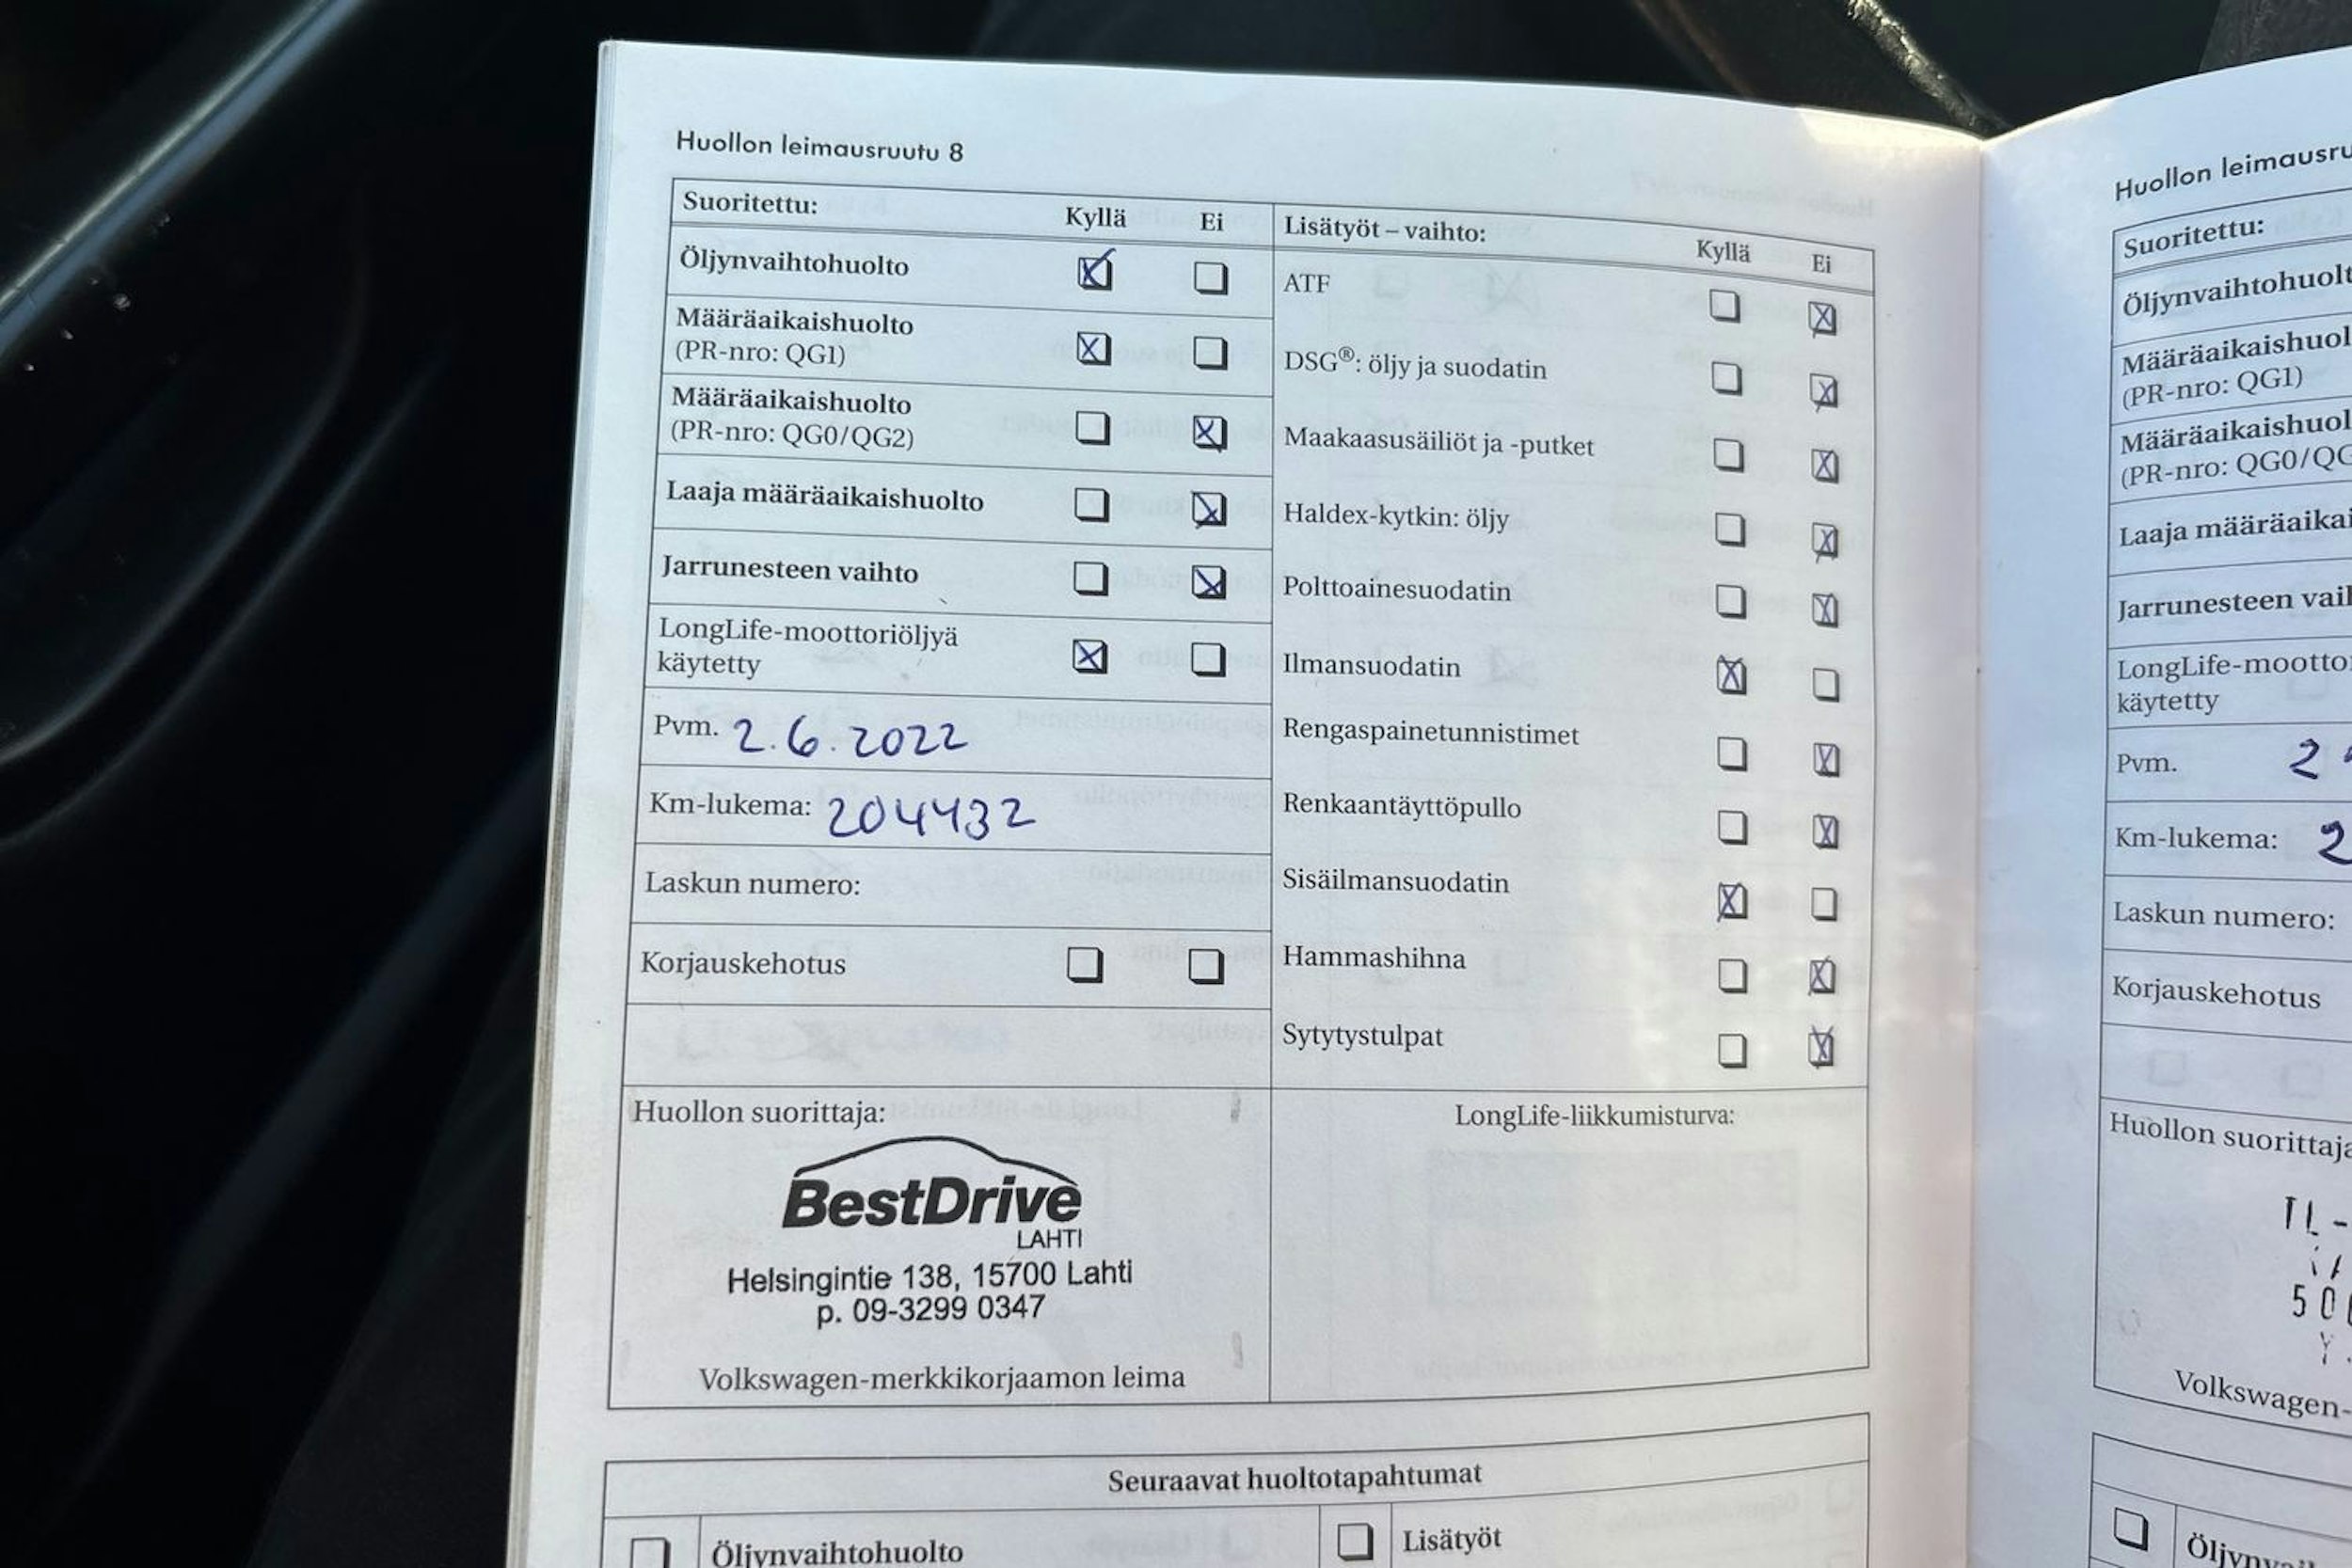 Huollon leimausruutu 8
Suoritettu: Kyllä Ei
Öljynvaihtohuolto
Määräaikaishuolto
(PR-nro: QG1)
Määräaikaishuolto
(PR-nro: QG0/QG2)
Laaja määräaikaishuolto
Jarrunesteen vaihto
LongLife-moottoriöljyä
käytetty
Pvm. 2.6.2022
Km-lukema: 204432
Laskun numero:
Korjauskehotus
Lisätyöt – vaihto: Kyllä Ei
ATF
DSG®: öljy ja suodatin
Maakaasusäiliöt ja -putket
Haldex-kytkin: öljy
Polttoainesuodatin
Ilmansuodatin
Rengaspainetunnistimet
Renkaantäyttöpullo
Sisäilmansuodatin
Hammashihna
Sytytystulpat
Huollon suorittaja:
BestDrive
LAHTI
Helsingintie 138, 15700 Lahti
p. 09-3299 0347
Volkswagen-merkkikorjaamon leima
LongLife-liikkumisturva:
Seuraavat huoltotapahtumat
Öljynvaihtohuolto
Lisätyöt
Huollon leimausru
Suoritettu:
Öljynvaihtohuolt
Määräaikaishuol
(PR-nro: QG1)
Määräaikaishuol
(PR-nro: QG0/QG
Laaja määräaikai
Jarrunesteen vail
LongLife-mootto
käytetty
Pvm. 2
Km-lukema: 2
Laskun numero:
Korjauskehotus
Huollon suorittaja
TL-
50
Volkswagen-